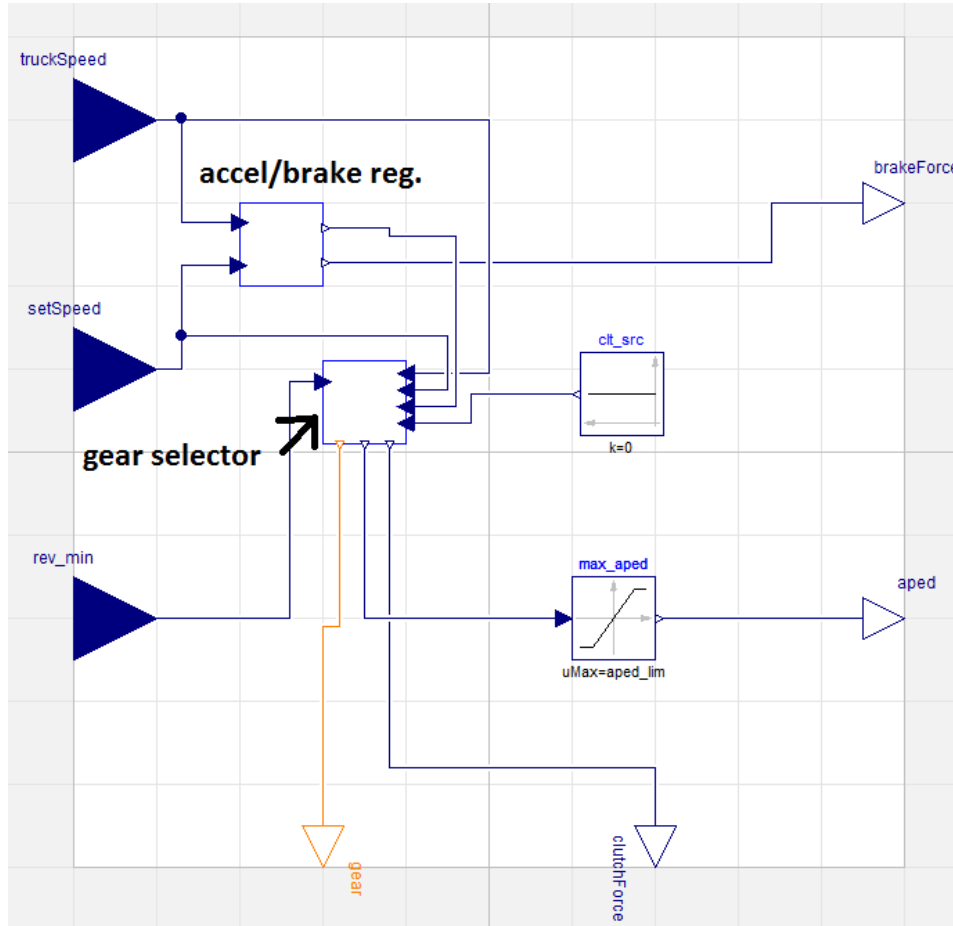 truckSpeed
accel/brake reg.
brakeForce
setSpeed
clt_src
k=0
gear selector
rev_min
max_aped
aped
uMax=aped_lim
gear
clutchForce